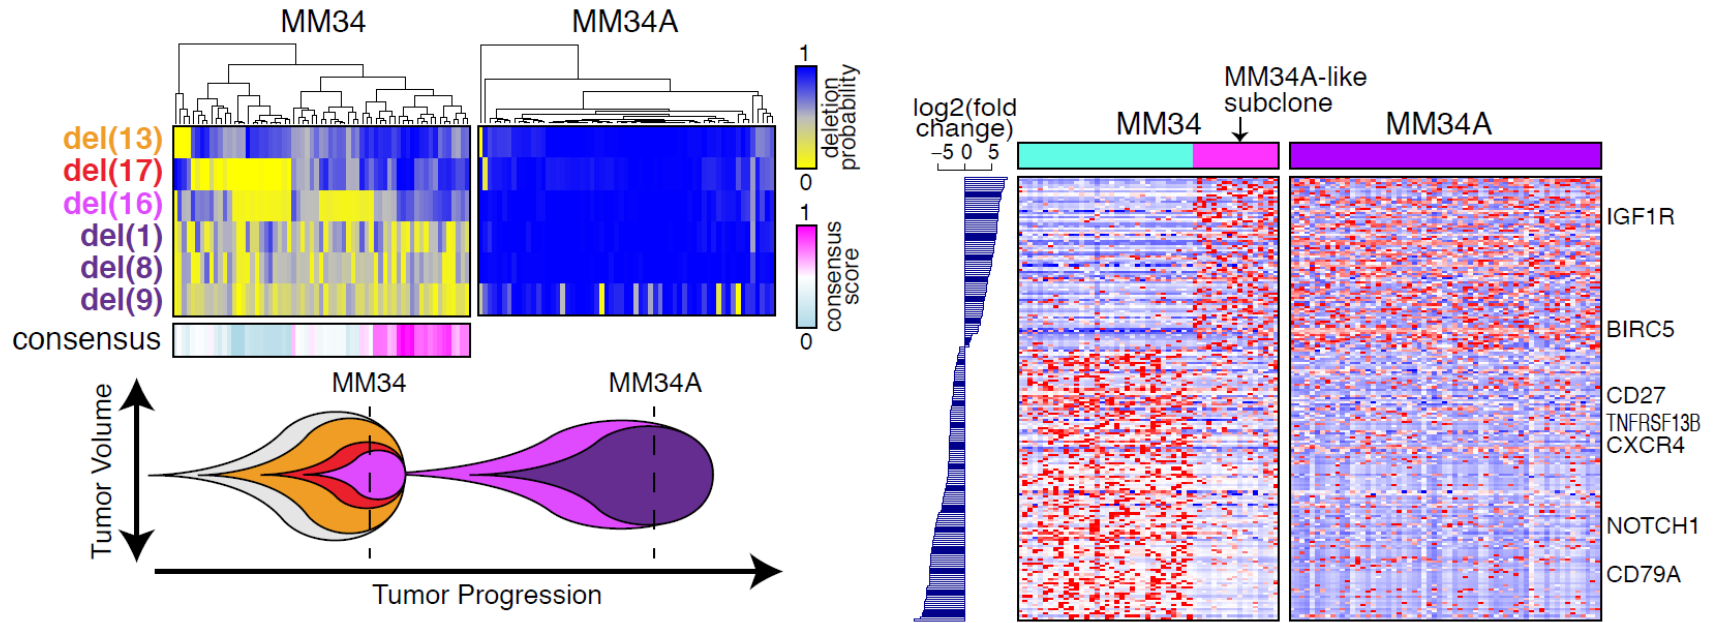 MM34
MM34A
del(13)
del(17)
del(16)
del(1)
del(8)
del(9)
consensus
1
deletion
probability
0
1
consensus
score
0
MM34
MM34A
Tumor Volume
Tumor Progression
log2(fold
change)
−5 0 5
MM34A-like
subclone
MM34
MM34A
IGF1R
BIRC5
CD27
TNFRSF13B
CXCR4
NOTCH1
CD79A